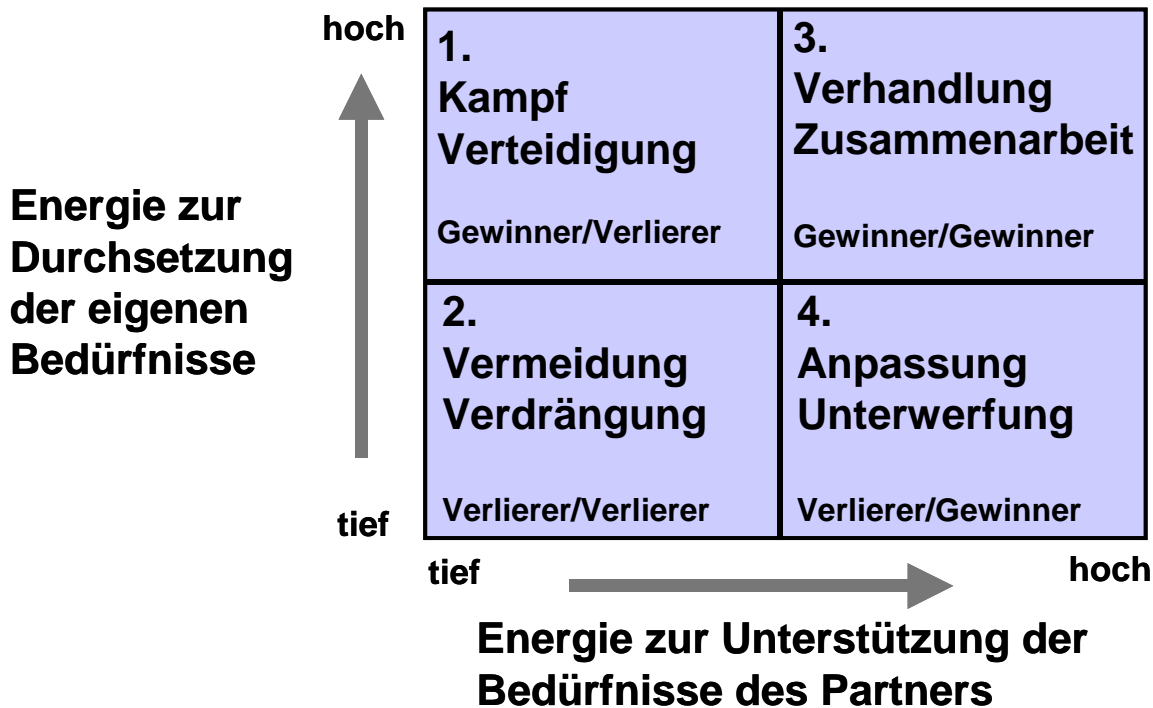 hoch
1.
Kampf
Verteidigung
Gewinner/Verlierer
3.
Verhandlung
Zusammenarbeit
Gewinner/Gewinner
Energie zur
Durchsetzung
der eigenen
Bedürfnisse
2.
Vermeidung
Verdrängung
Verlierer/Verlierer
4.
Anpassung
Unterwerfung
Verlierer/Gewinner
tief
tief
hoch
Energie zur Unterstützung der
Bedürfnisse des Partners